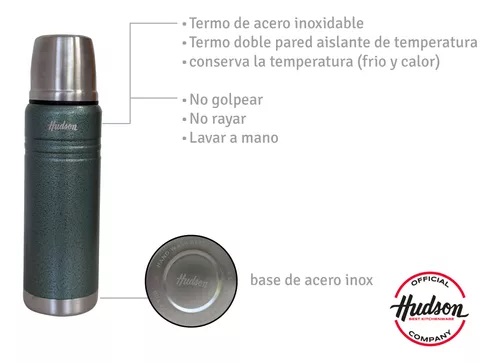 • Termo de acero inoxidable
• Termo doble pared aislante de temperatura
• conserva la temperatura (frio y calor)
• No golpear
• No rayar
• Lavar a mano
Hudson
Hudson
base de acero inox
OFFICIAL
Hudson
BEST KITCHENWARE
COMPANY